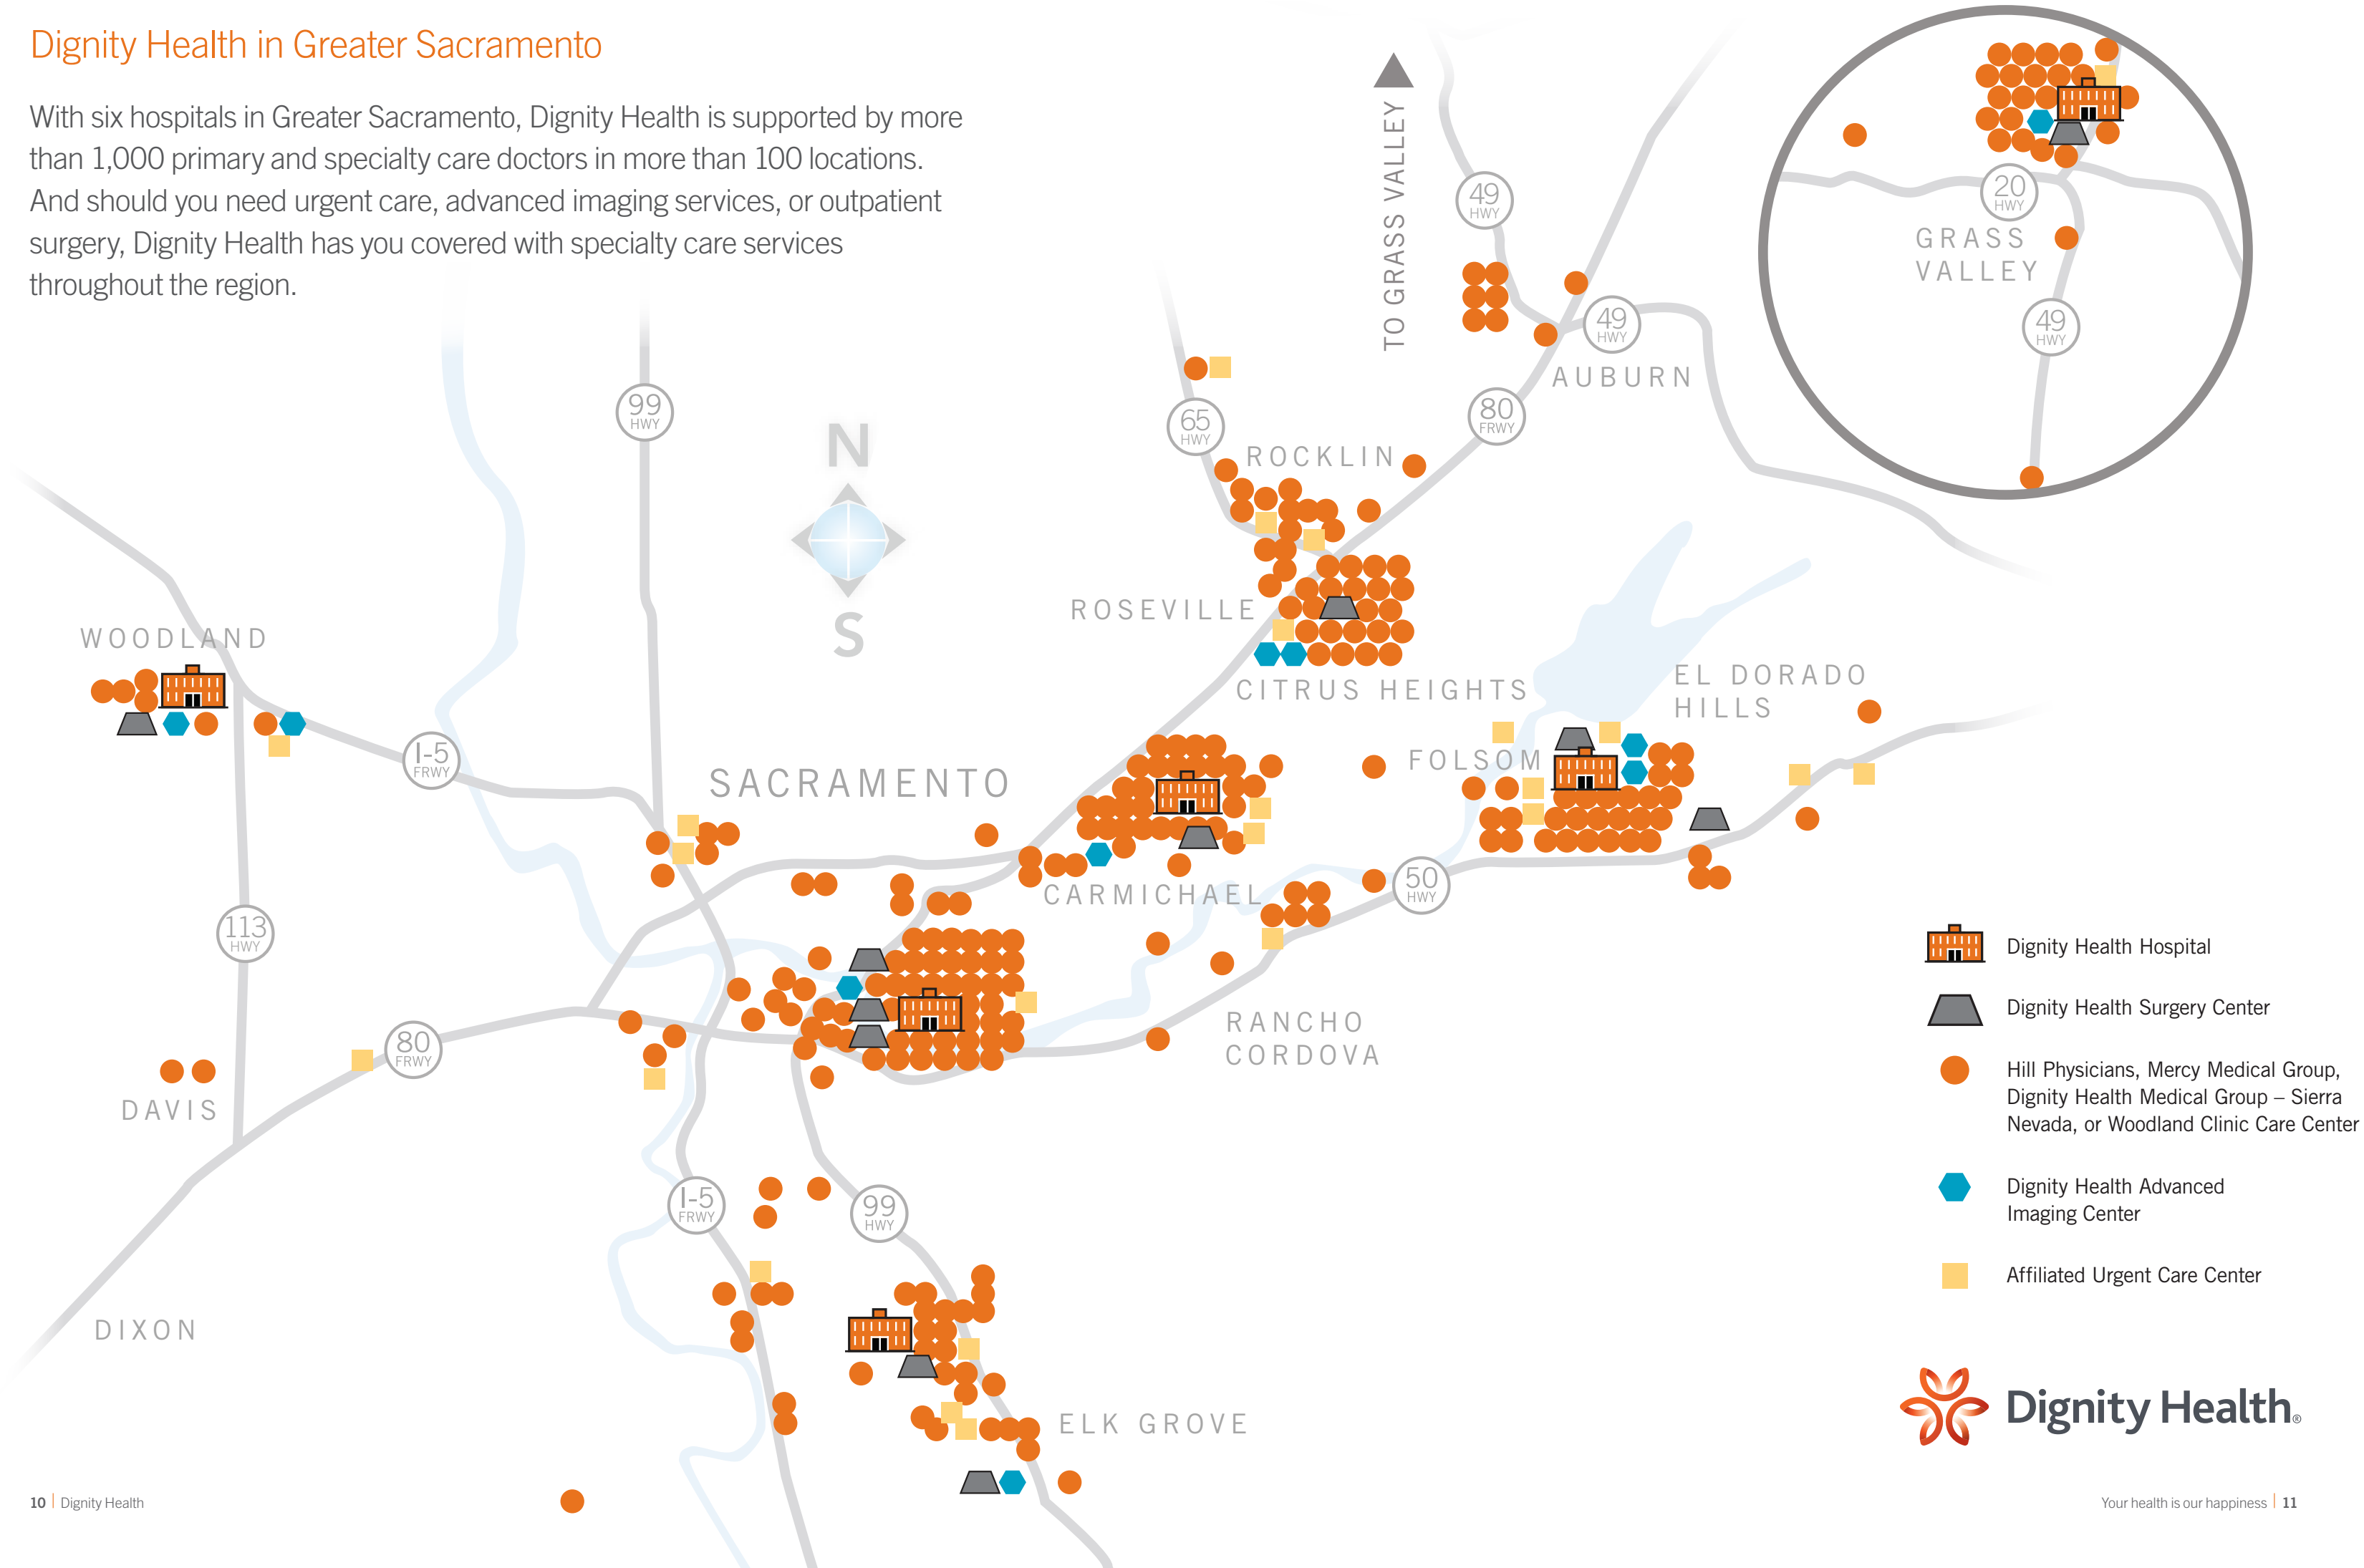 Dignity Health in Greater Sacramento
With six hospitals in Greater Sacramento, Dignity Health is supported by more
than 1,000 primary and specialty care doctors in more than 100 locations.
And should you need urgent care, advanced imaging services, or outpatient
surgery, Dignity Health has you covered with specialty care services
throughout the region.
TO GRASS VALLEY
49
HWY
20
HWY
GRASS
VALLEY
49
HWY
49
HWY
AUBURN
99
HWY
65
HWY
80
FRWY
N
S
ROCKLIN
ROSEVILLE
WOODLAND
CITRUS HEIGHTS
EL DORADO
HILLS
I-5
FRWY
SACRAMENTO
FOLSOM
CARMICHAEL
50
HWY
113
HWY
80
FRWY
RANCHO
CORDOVA
DAVIS
I-5
FRWY
99
HWY
DIXON
ELK GROVE
Dignity Health Hospital
Dignity Health Surgery Center
Hill Physicians, Mercy Medical Group,
Dignity Health Medical Group – Sierra
Nevada, or Woodland Clinic Care Center
Dignity Health Advanced
Imaging Center
Affiliated Urgent Care Center
Dignity Health®
10 | Dignity Health
Your health is our happiness | 11